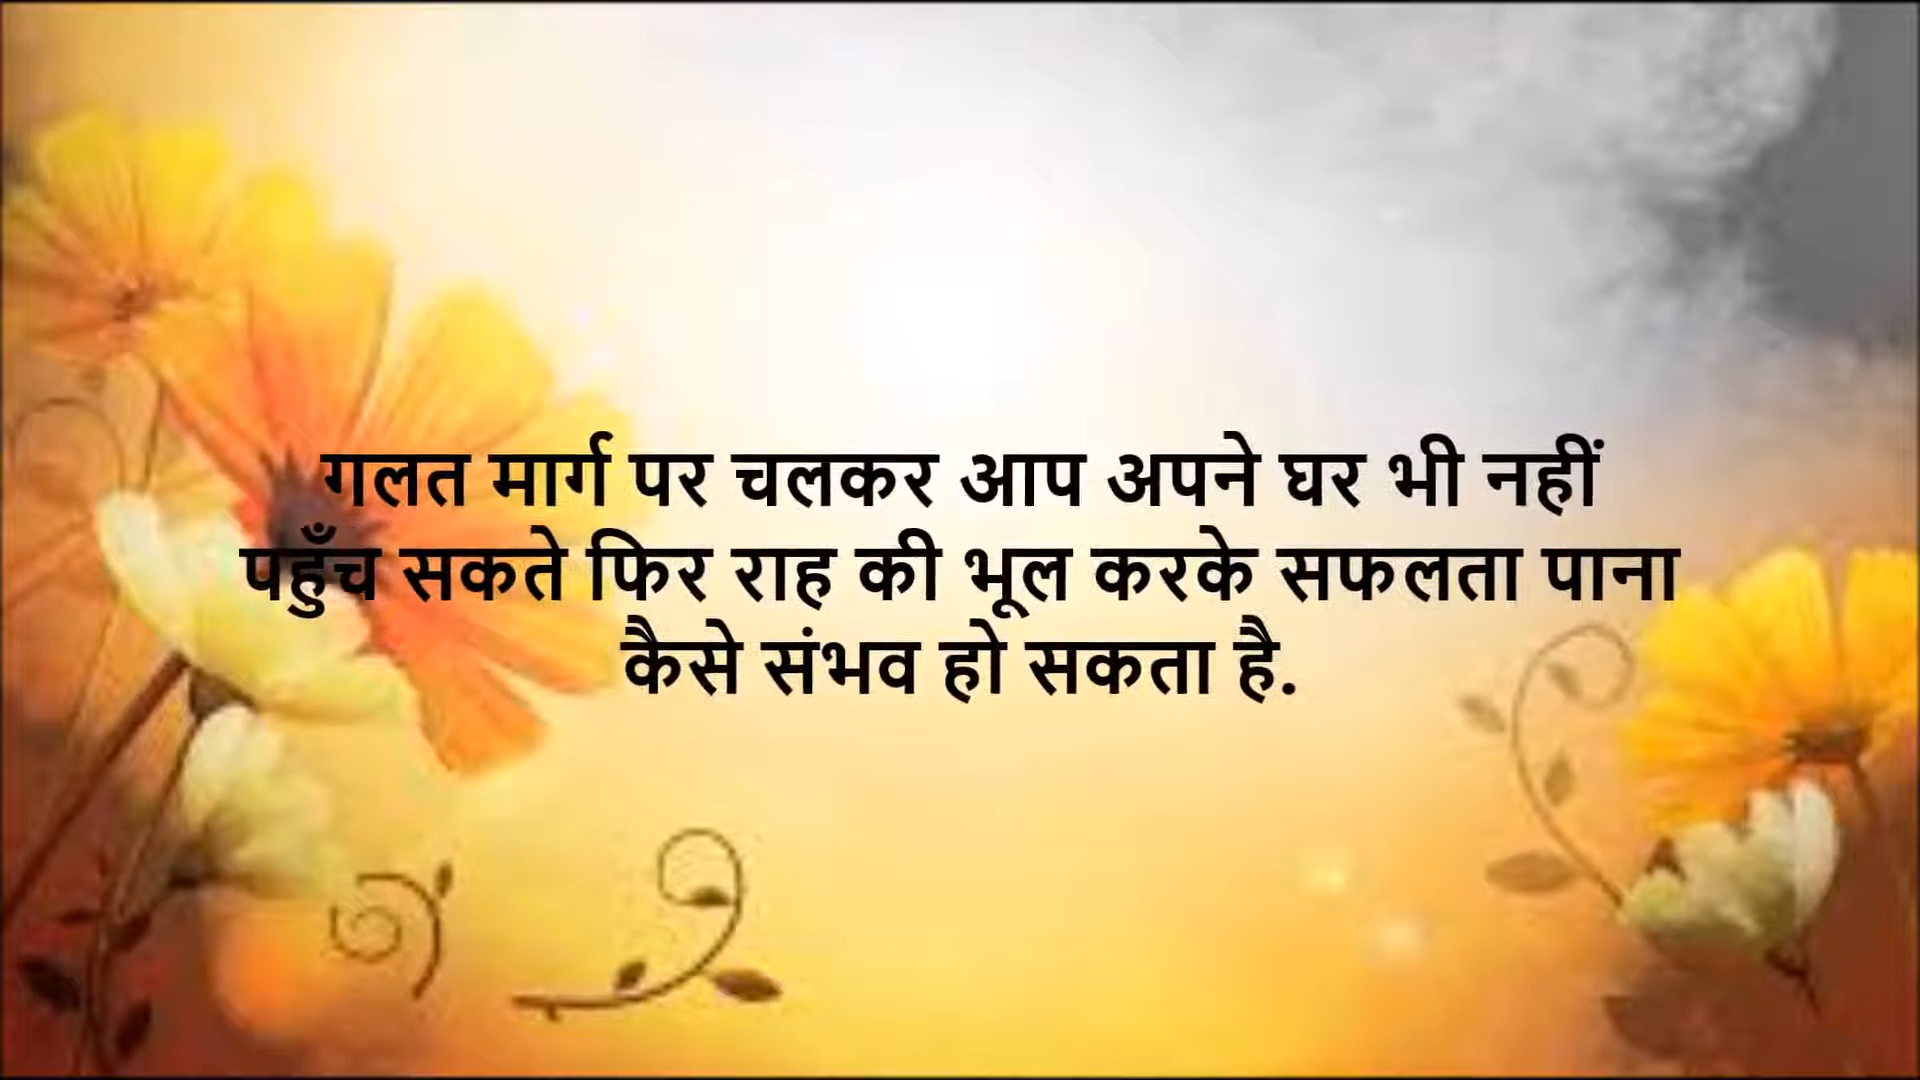 गलत मार्ग पर चलकर आप अपने घर भी नहीं
पहुँच सकते फिर राह की भूल करके सफलता पाना
कैसे संभव हो सकता है.